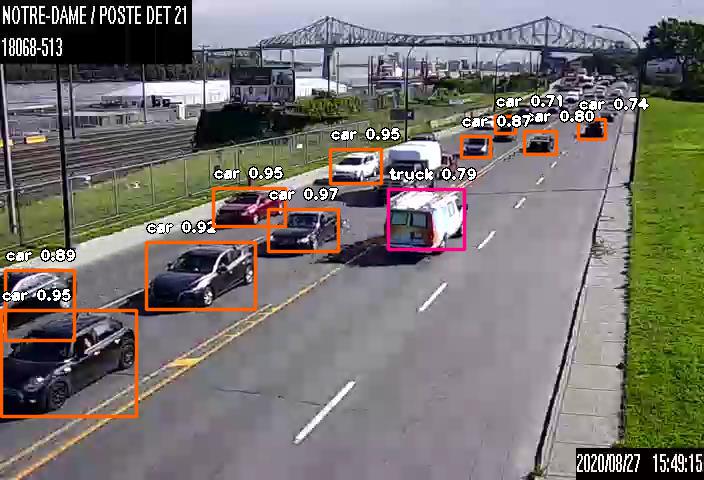 NOTRE-DAME / POSTE DET 21
18068-513
car 0.71
car 0.74
car 0.87
car 0.80
car 0.95
truck 0.79
car 0.95
car 0.97
car 0.92
car 0.89
car 0.95
2020/08/27 15:49:15